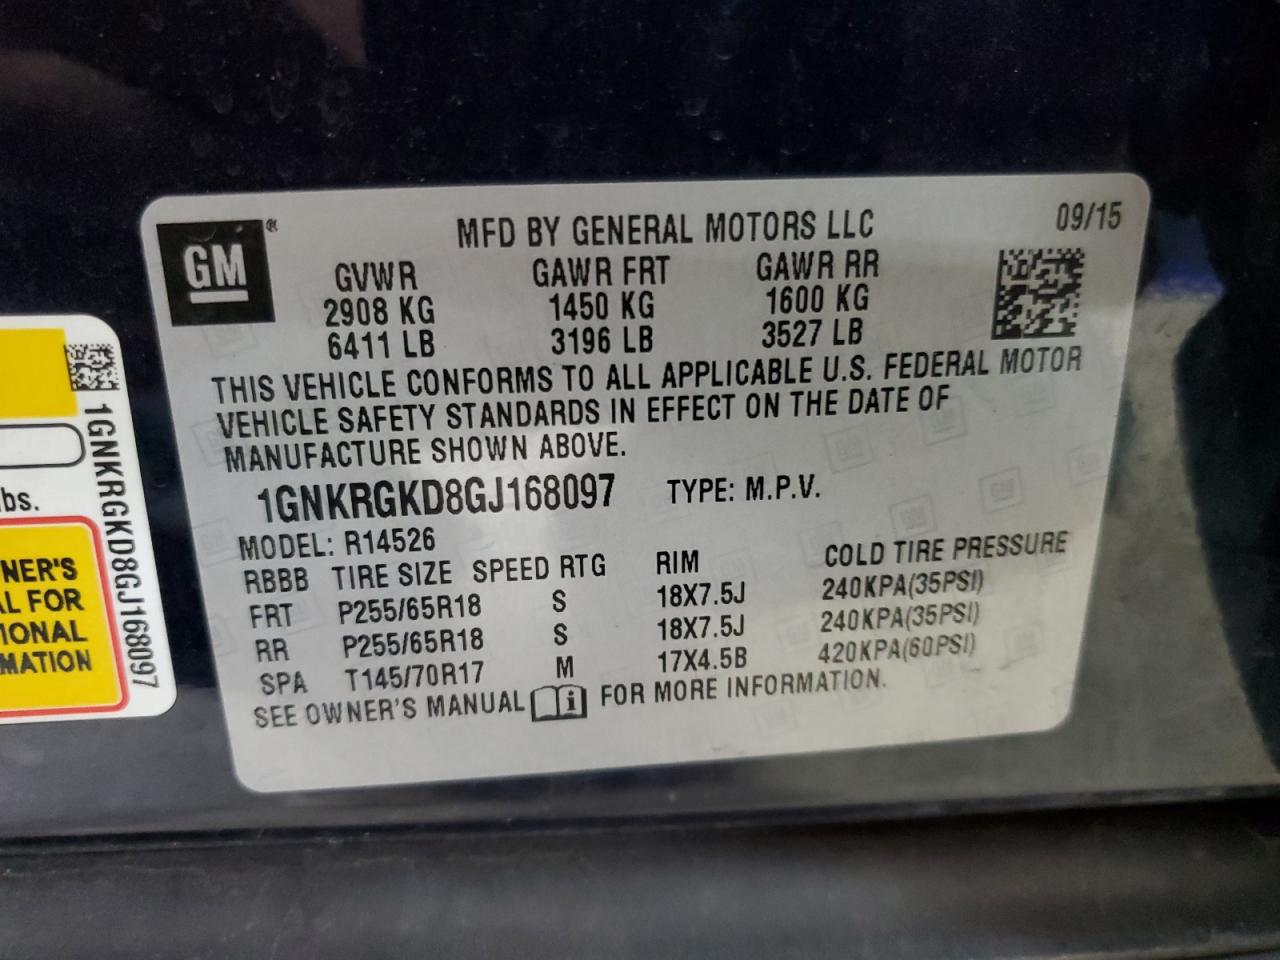 GM®
MFD BY GENERAL MOTORS LLC
09/15
GVWR GAWR FRT GAWR RR
2908 KG 1450 KG 1600 KG
6411 LB 3196 LB 3527 LB
THIS VEHICLE CONFORMS TO ALL APPLICABLE U.S. FEDERAL MOTOR
VEHICLE SAFETY STANDARDS IN EFFECT ON THE DATE OF
MANUFACTURE SHOWN ABOVE.
1GNKRGKD8GJ168097 TYPE: M.P.V.
MODEL: R14526
RBBB TIRE SIZE SPEED RTG RIM COLD TIRE PRESSURE
FRT P255/65R18 S 18X7.5J 240KPA(35PSI)
RR P255/65R18 S 18X7.5J 240KPA(35PSI)
SPA T145/70R17 M 17X4.5B 420KPA(60PSI)
SEE OWNER'S MANUAL i FOR MORE INFORMATION.
1GNKRGKD8GJ168097
lbs.
NER'S
AL FOR
IONAL
MATION